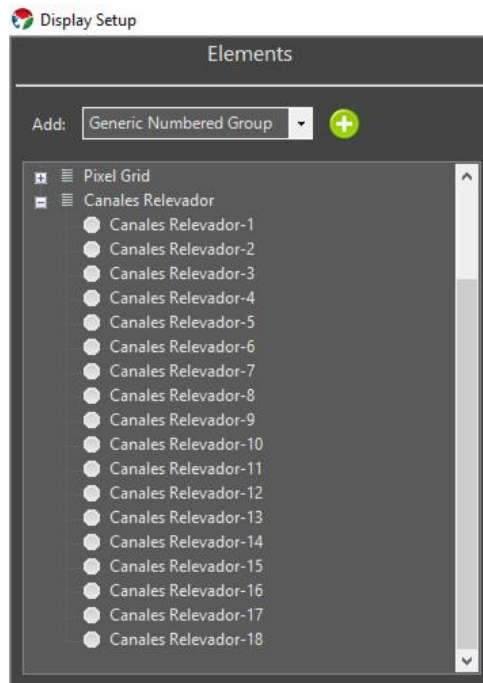 Display Setup
Elements
Add: Generic Numbered Group
Pixel Grid
Canales Relevador
Canales Relevador-1
Canales Relevador-2
Canales Relevador-3
Canales Relevador-4
Canales Relevador-5
Canales Relevador-6
Canales Relevador-7
Canales Relevador-8
Canales Relevador-9
Canales Relevador-10
Canales Relevador-11
Canales Relevador-12
Canales Relevador-13
Canales Relevador-14
Canales Relevador-15
Canales Relevador-16
Canales Relevador-17
Canales Relevador-18